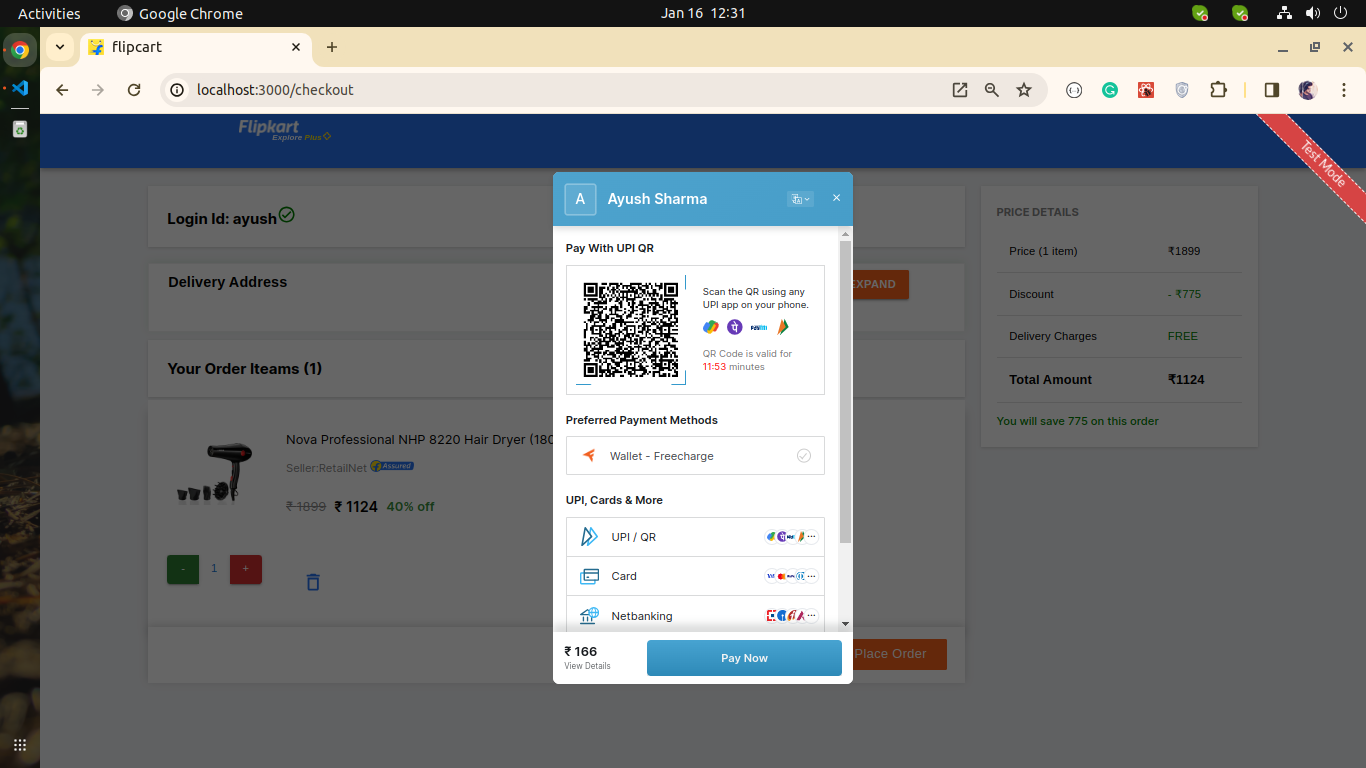 Activities
Google Chrome
Jan 16 12:31
flipcart
localhost:3000/checkout
Flipkart
Explore Plus
Test Mode
Login Id: ayush
Delivery Address
EXPAND
Your Order Iteams (1)
Nova Professional NHP 8220 Hair Dryer (180
Seller:RetailNet
Assured
₹ 1899 ₹ 1124 40% off
- 1 +
Place Order
PRICE DETAILS
Price (1 item) ₹1899
Discount - ₹775
Delivery Charges FREE
Total Amount ₹1124
You will save 775 on this order
A
Ayush Sharma
Pay With UPI QR
Scan the QR using any
UPI app on your phone.
Paytm
QR Code is valid for
11:53 minutes
Preferred Payment Methods
Wallet - Freecharge
UPI, Cards & More
UPI / QR
Card
Netbanking
₹ 166
View Details
Pay Now